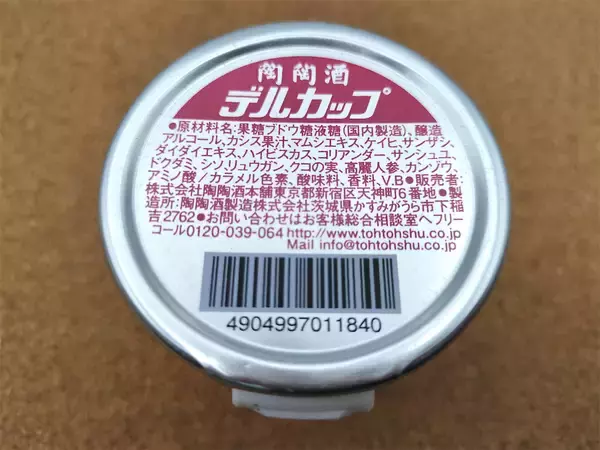 陶陶酒
デルカップ
●原材料名:果糖ブドウ糖液糖(国内製造)、醸造
アルコール、カシス果汁、マムシエキス、ケイヒ、サンザシ、
ダイダイエキス、ハイビスカス、コリアンダー、サンシュユ、
ドクダミ、シソ、リュウガン、クコの実、高麗人参、カンゾウ、
アミノ酸/カラメル色素、酸味料、香料、V.B●販売者:
株式会社陶陶酒本舗東京都新宿区天神町6番地●製
造所:陶陶酒製造株式会社茨城県かすみがうら市下稲
吉2762●お問い合わせはお客様総合相談室へフリー
コール0120-039-064 http://www.tohtohshu.co.jp
Mail info@tohtohshu.co.jp
4904997011840